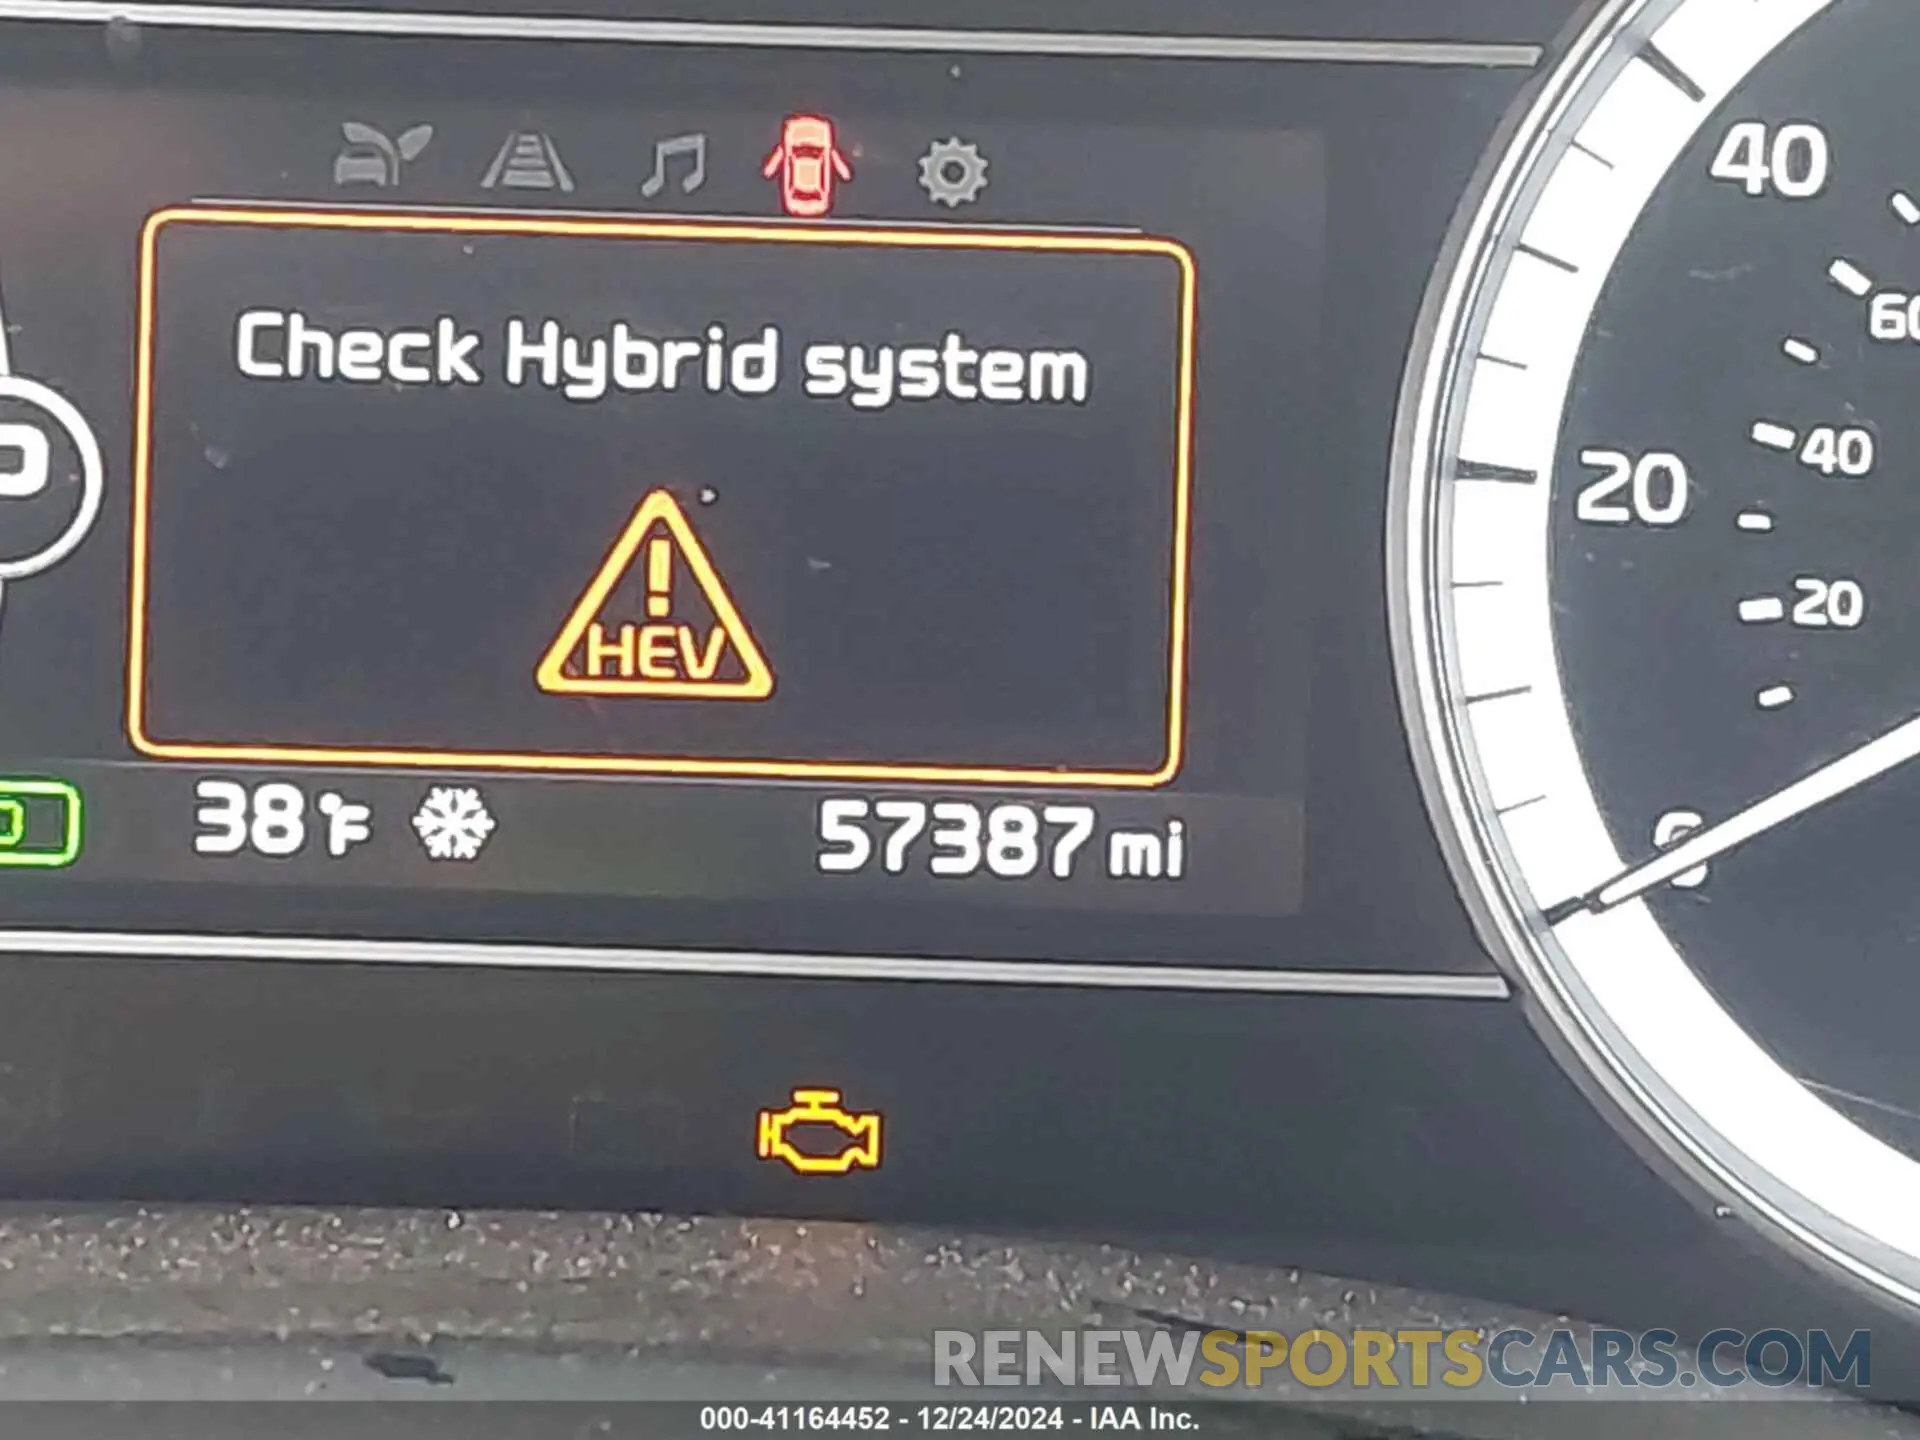 40
60
Check Hybrid system
40
20
P
20
HEV
38°F
57387 mi
0
RENEWSPORTSCARS.COM
000-41164452 - 12/24/2024 - IAA Inc.